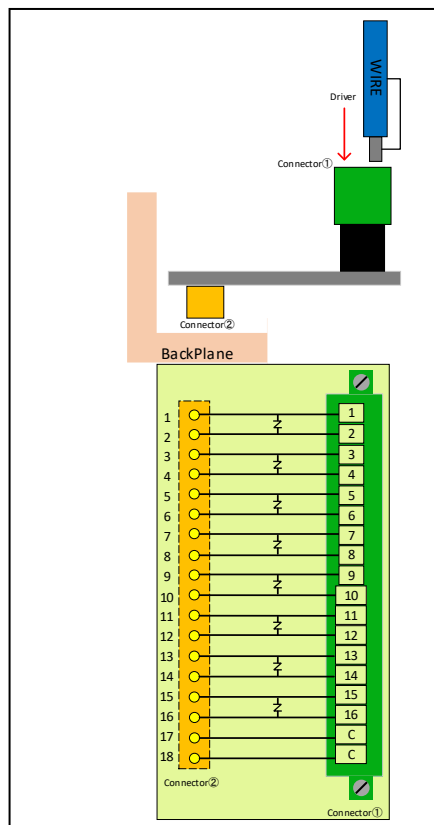 WIRE
Driver
Connector①
Connector②
BackPlane
1 1
2 2
3 3
4 4
5 5
6 6
7 7
8 8
9 9
10 10
11 11
12 12
13 13
14 14
15 15
16 16
17 C
18 C
Connector②
Connector①